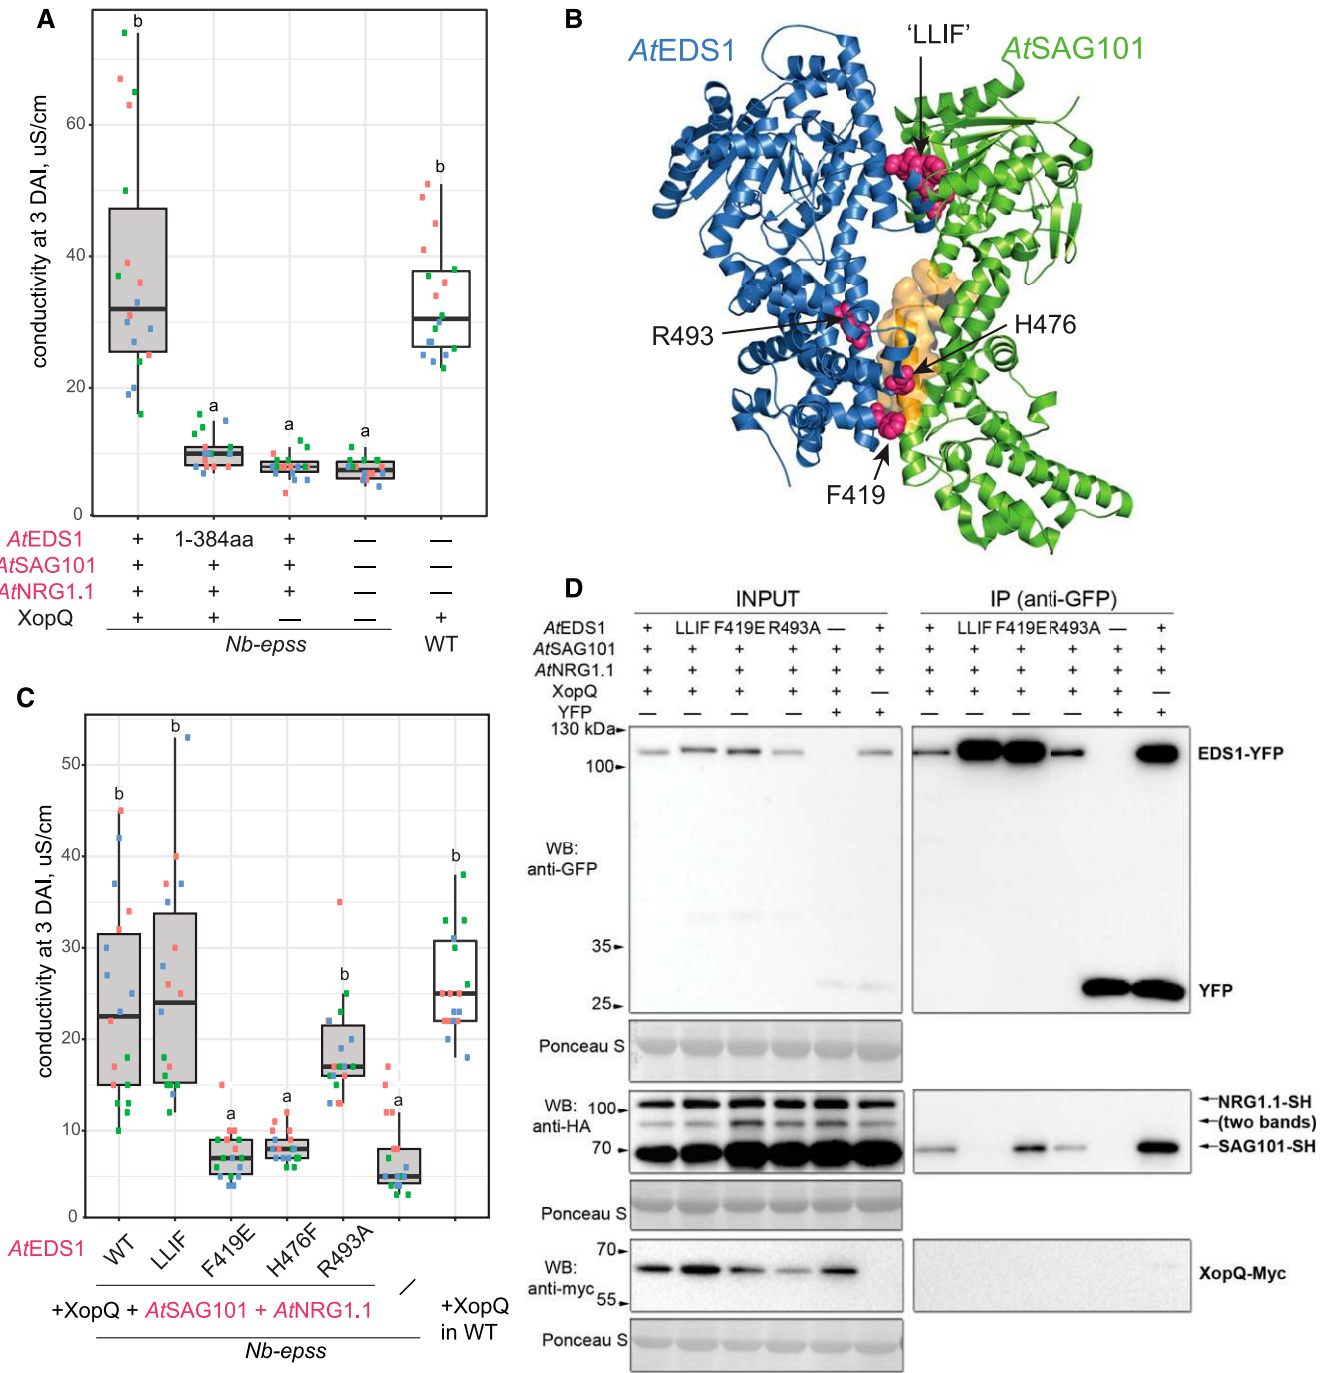 A
b
b
a
a
a
60
40
20
0
conductivity at 3 DAI, uS/cm
AtEDS1 + 1-384aa + — —
AtSAG101 + + + — —
AtNRG1.1 + + + — —
XopQ + + — — +
Nb-epss WT
B
AtEDS1 'LLIF' AtSAG101
R493 H476
F419
C
b
b
b
b
a
a
a
50
40
30
20
10
0
conductivity at 3 DAI, uS/cm
AtEDS1 WT LLIF F419E H476F R493A —
+XopQ + AtSAG101 + AtNRG1.1
+XopQ
in WT
Nb-epss
D
INPUT IP (anti-GFP)
AtEDS1 + LLIF F419E R493A — + + LLIF F419E R493A — +
AtSAG101 + + + + + + + + + + + +
AtNRG1.1 + + + + + + + + + + + +
XopQ + + + + + — + + + + + —
YFP — — — — + + — — — — + +
130 kDa
100
WB:
anti-GFP
35
25
EDS1-YFP
YFP
Ponceau S
WB:
anti-HA
100
70
NRG1.1-SH
(two bands)
SAG101-SH
Ponceau S
70
WB:
anti-myc
55
XopQ-Myc
Ponceau S